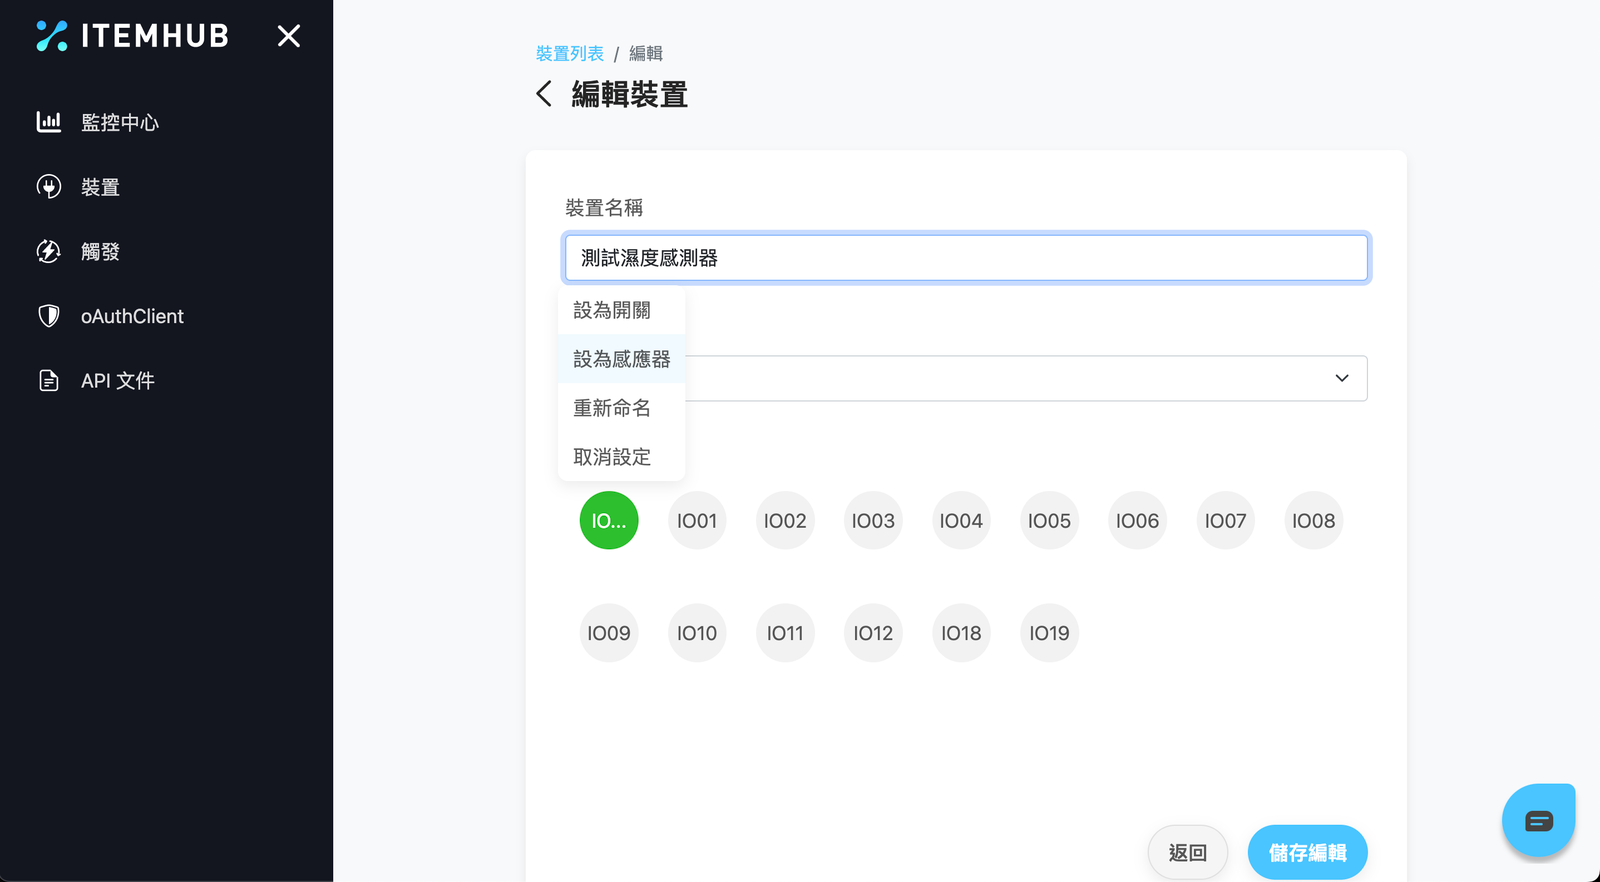 ITEMHUB
監控中心
裝置
觸發
oAuthClient
API 文件
裝置列表 / 編輯
編輯裝置
裝置名稱
測試濕度感測器
設為開關
設為感應器
重新命名
取消設定
IO... IO01 IO02 IO03 IO04 IO05 IO06 IO07 IO08
IO09 IO10 IO11 IO12 IO18 IO19
返回 儲存編輯